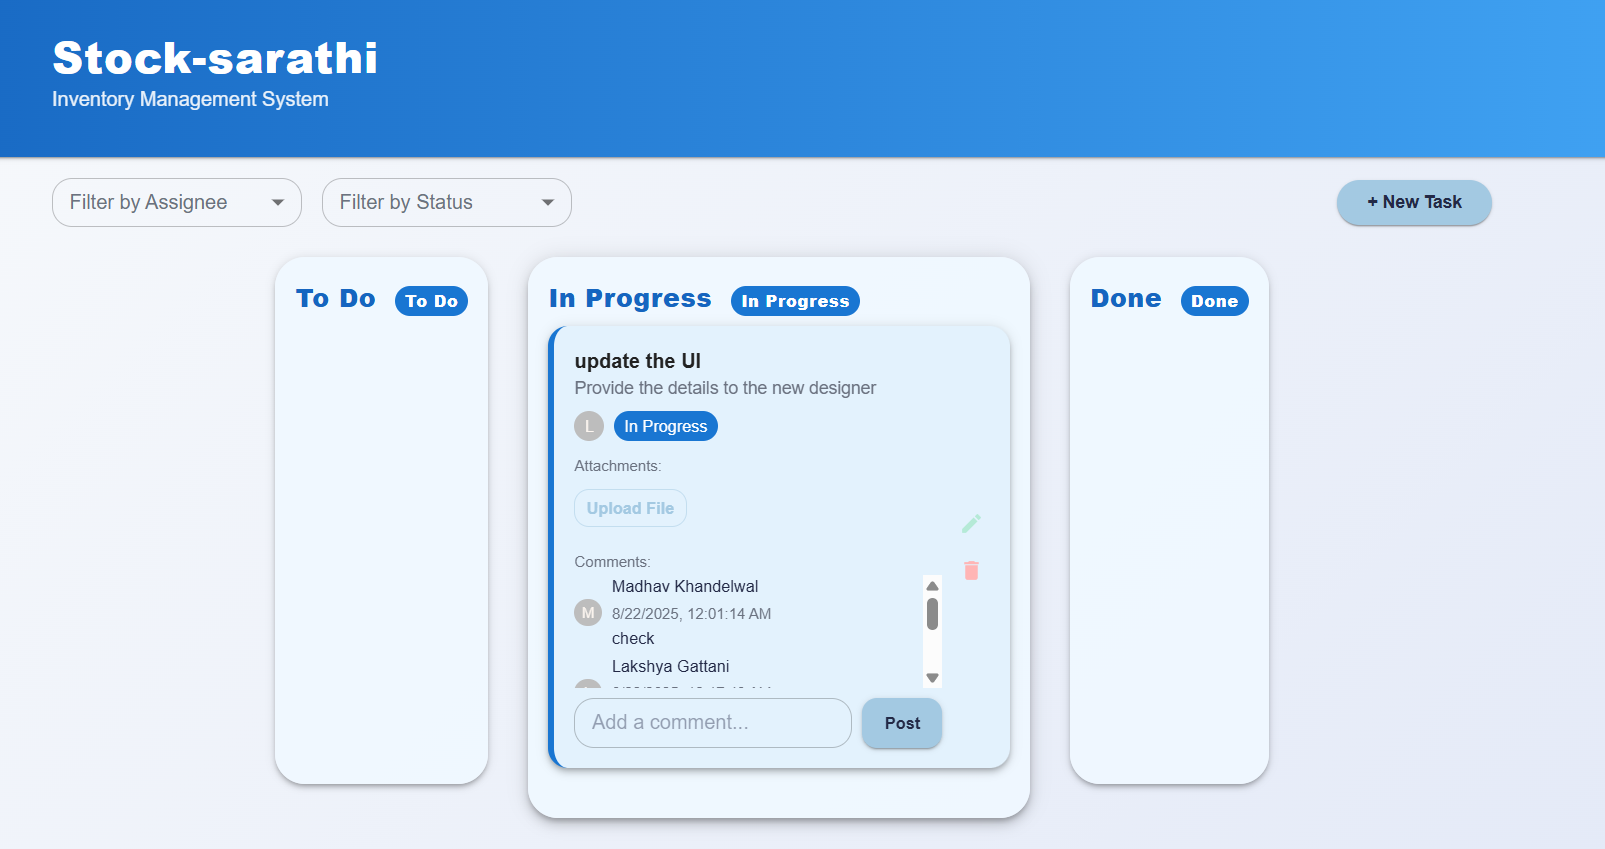 Stock-sarathi
Inventory Management System
Filter by Assignee
Filter by Status
+ New Task
To Do
To Do
In Progress
In Progress
Done
Done
update the UI
Provide the details to the new designer
L
In Progress
Attachments:
Upload File
Comments:
Madhav Khandelwal
M
8/22/2025, 12:01:14 AM
check
Lakshya Gattani
Add a comment...
Post